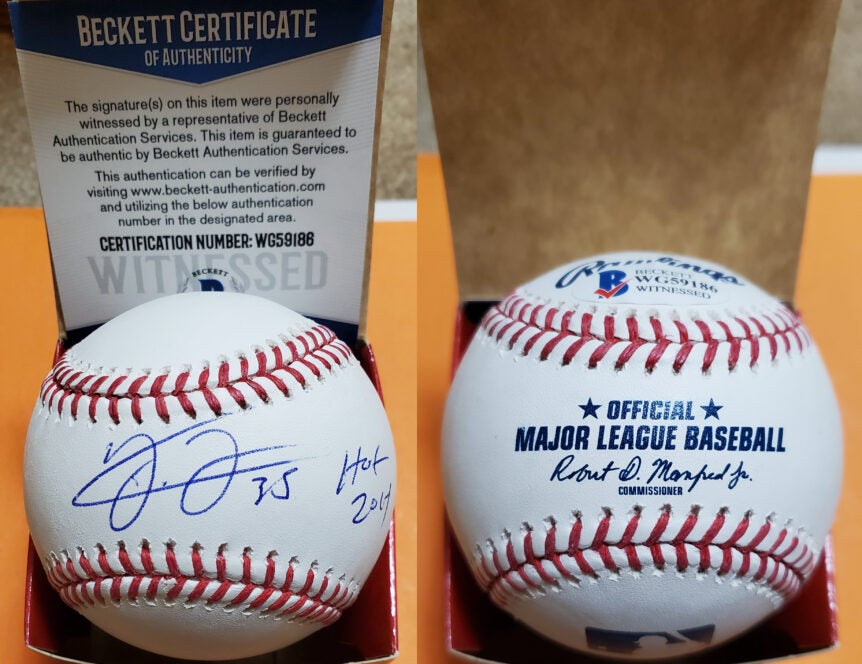 BECKETT CERTIFICATE
OF AUTHENTICITY
The signature(s) on this item were personally
witnessed by a representative of Beckett
Authentication Services. This item is guaranteed to
be authentic by Beckett Authentication Services.
This authentication can be verified by
visiting www.beckett-authentication.com
and utilizing the below authentication
number in the designated area.
CERTIFICATION NUMBER: WG59186
WITNESSED
BECKETT
B
35
HOF
2014
Rawlings
B BECKETT
WG59186
WITNESSED
OFFICIAL
MAJOR LEAGUE BASEBALL
Robert D. Manfred Jr.
COMMISSIONER